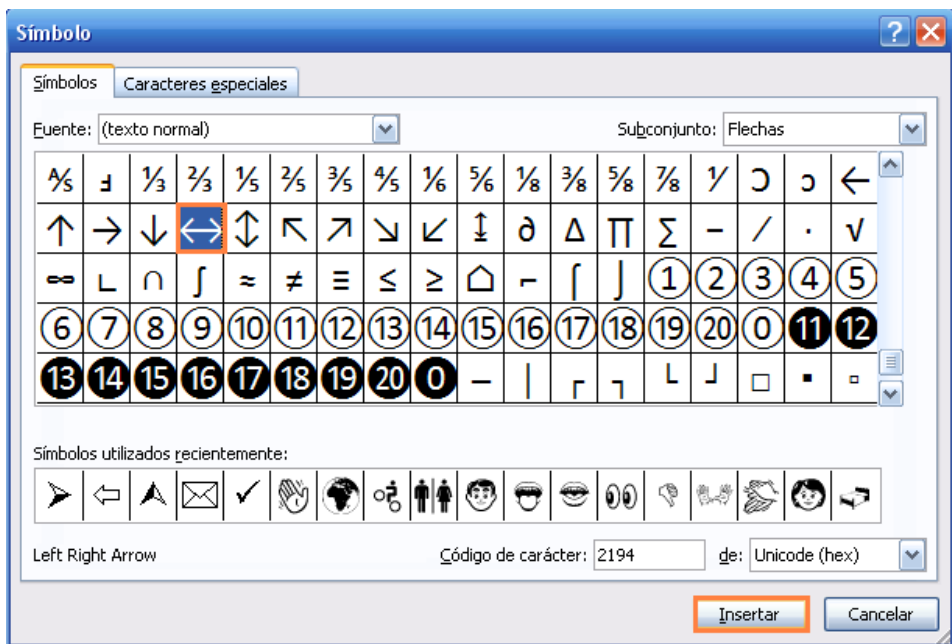 Símbolo
Símbolos Caracteres especiales
Fuente: (texto normal) Subconjunto: Flechas
⅍ ⅎ ⅓ ⅔ ⅕ ⅖ ⅗ ⅘ ⅙ ⅚ ⅛ ⅜ ⅝ ⅞ ⅟ Ↄ ↄ ←
↑ → ↓ ↔ ↕ ↖ ↗ ↘ ↙ ↨ ∂ ∆ ∏ ∑ − ∕ ∙ √
∞ ∟ ∩ ∫ ≈ ≠ ≡ ≤ ≥ ⌂ ⌐ ⌠ ⌡ ① ② ③ ④ ⑤
⑥ ⑦ ⑧ ⑨ ⑩ ⑪ ⑫ ⑬ ⑭ ⑮ ⑯ ⑰ ⑱ ⑲ ⑳ ⓪ ⓫ ⓬
⓭ ⓮ ⓯ ⓰ ⓱ ⓲ ⓳ ⓴ ⓿ ─ │ ┌ ┐ └ ┘ □ ▪ ▫
Símbolos utilizados recientemente:
Left Right Arrow Código de carácter: 2194 de: Unicode (hex)
Insertar Cancelar